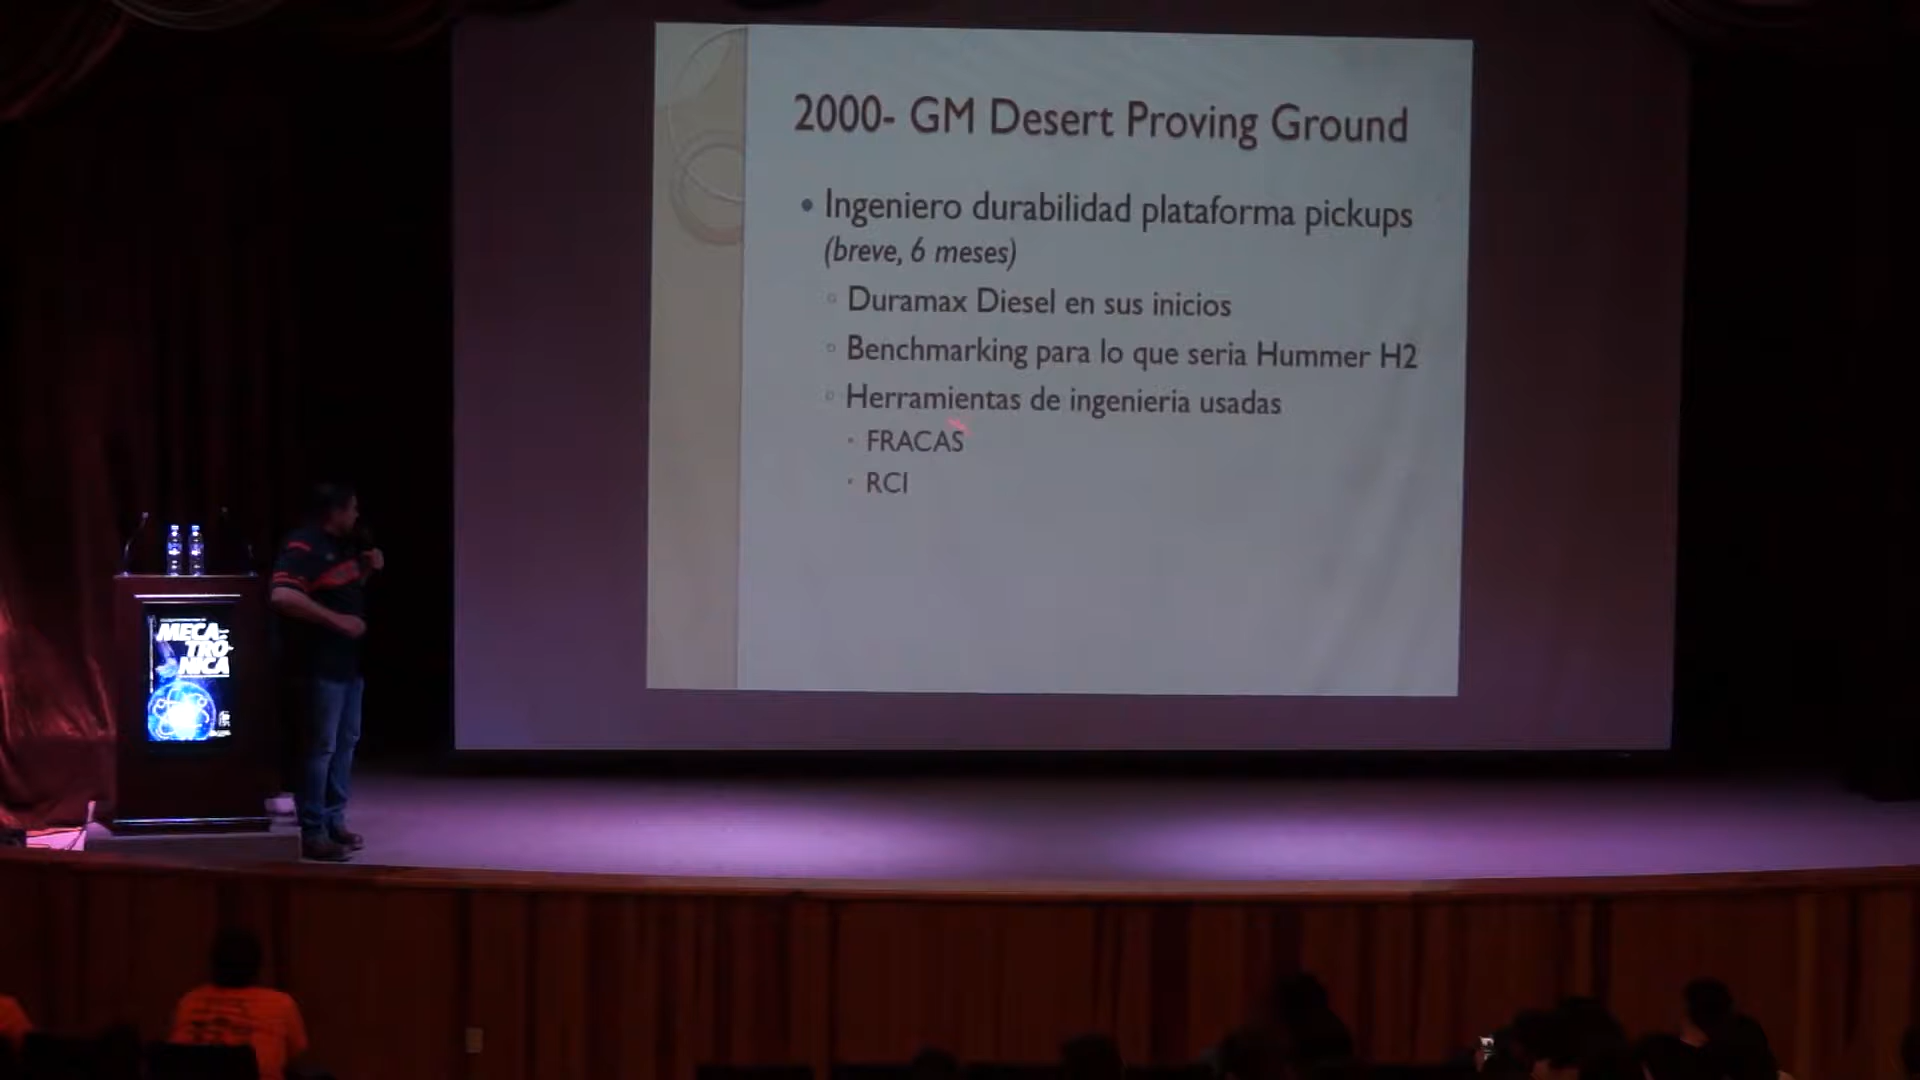 2000- GM Desert Proving Ground
• Ingeniero durabilidad plataforma pickups
(breve, 6 meses)
Duramax Diesel en sus inicios
Benchmarking para lo que seria Hummer H2
Herramientas de ingenieria usadas
FRACAS
RCI
MECA-
TRÓ-
NICA